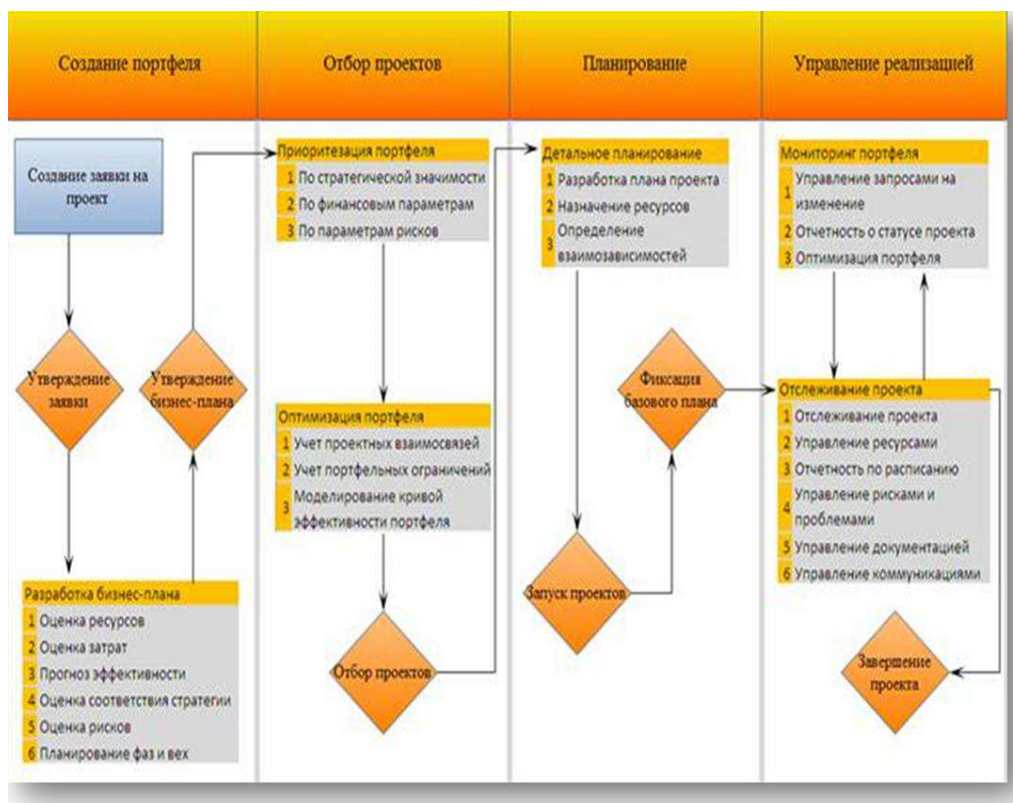 Создание портфеля
Отбор проектов
Планирование
Управление реализацией
Создание заявки на
проект
Утверждение
заявки
Утверждение
бизнес-плана
Разработка бизнес-плана
1 Оценка ресурсов
2 Оценка затрат
3 Прогноз эффективности
4 Оценка соответствия стратегии
5 Оценка рисков
6 Планирование фаз и вех
Приоритезация портфеля
1 По стратегической значимости
2 По финансовым параметрам
3 По параметрам рисков
Оптимизация портфеля
1 Учет проектных взаимосвязей
2 Учет портфельных ограничений
3 Моделирование кривой
эффективности портфеля
Отбор проектов
Детальное планирование
1 Разработка плана проекта
2 Назначение ресурсов
3 Определение
взаимозависимостей
Фиксация
базового плана
Запуск проектов
Мониторинг портфеля
1 Управление запросами на
изменение
2 Отчетность о статусе проекта
3 Оптимизация портфеля
Отслеживание проекта
1 Отслеживание проекта
2 Управление ресурсами
3 Отчетность по расписанию
4 Управление рисками и
проблемами
5 Управление документацией
6 Управление коммуникациями
Завершение
проекта